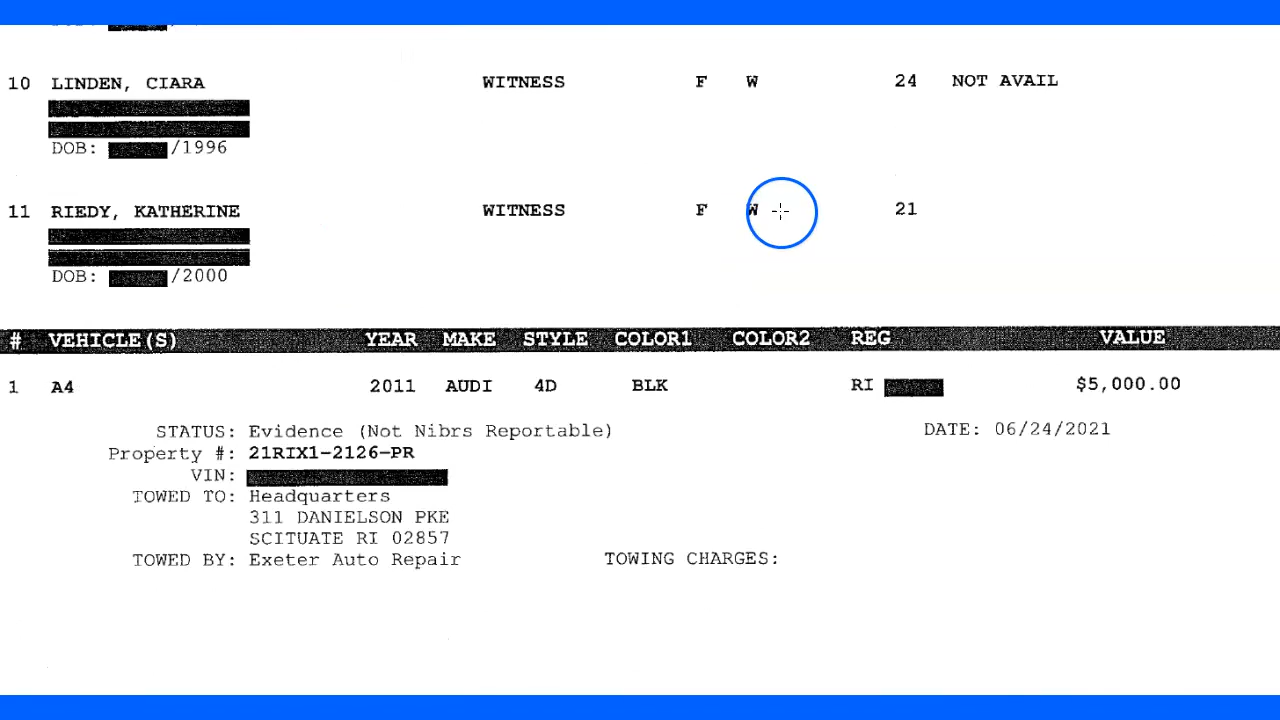 10 LINDEN, CIARA WITNESS F W 24 NOT AVAIL
DOB: /1996
11 RIEDY, KATHERINE WITNESS F W 21
DOB: /2000
# VEHICLE(S) YEAR MAKE STYLE COLOR1 COLOR2 REG VALUE
1 A4 2011 AUDI 4D BLK RI $5,000.00
STATUS: Evidence (Not Nibrs Reportable) DATE: 06/24/2021
Property #: 21RIX1-2126-PR
VIN:
TOWED TO: Headquarters
311 DANIELSON PKE
SCITUATE RI 02857
TOWED BY: Exeter Auto Repair TOWING CHARGES: